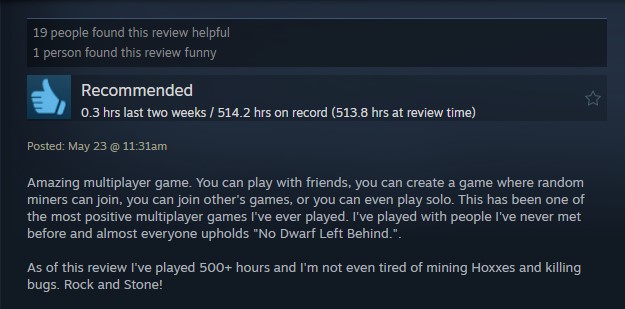 19 people found this review helpful
1 person found this review funny
Recommended
0.3 hrs last two weeks / 514.2 hrs on record (513.8 hrs at review time)
Posted: May 23 @ 11:31am
Amazing multiplayer game. You can play with friends, you can create a game where random
miners can join, you can join other's games, or you can even play solo. This has been one of
the most positive multiplayer games I've ever played. I've played with people I've never met
before and almost everyone upholds "No Dwarf Left Behind.".
As of this review I've played 500+ hours and I'm not even tired of mining Hoxxes and killing
bugs. Rock and Stone!